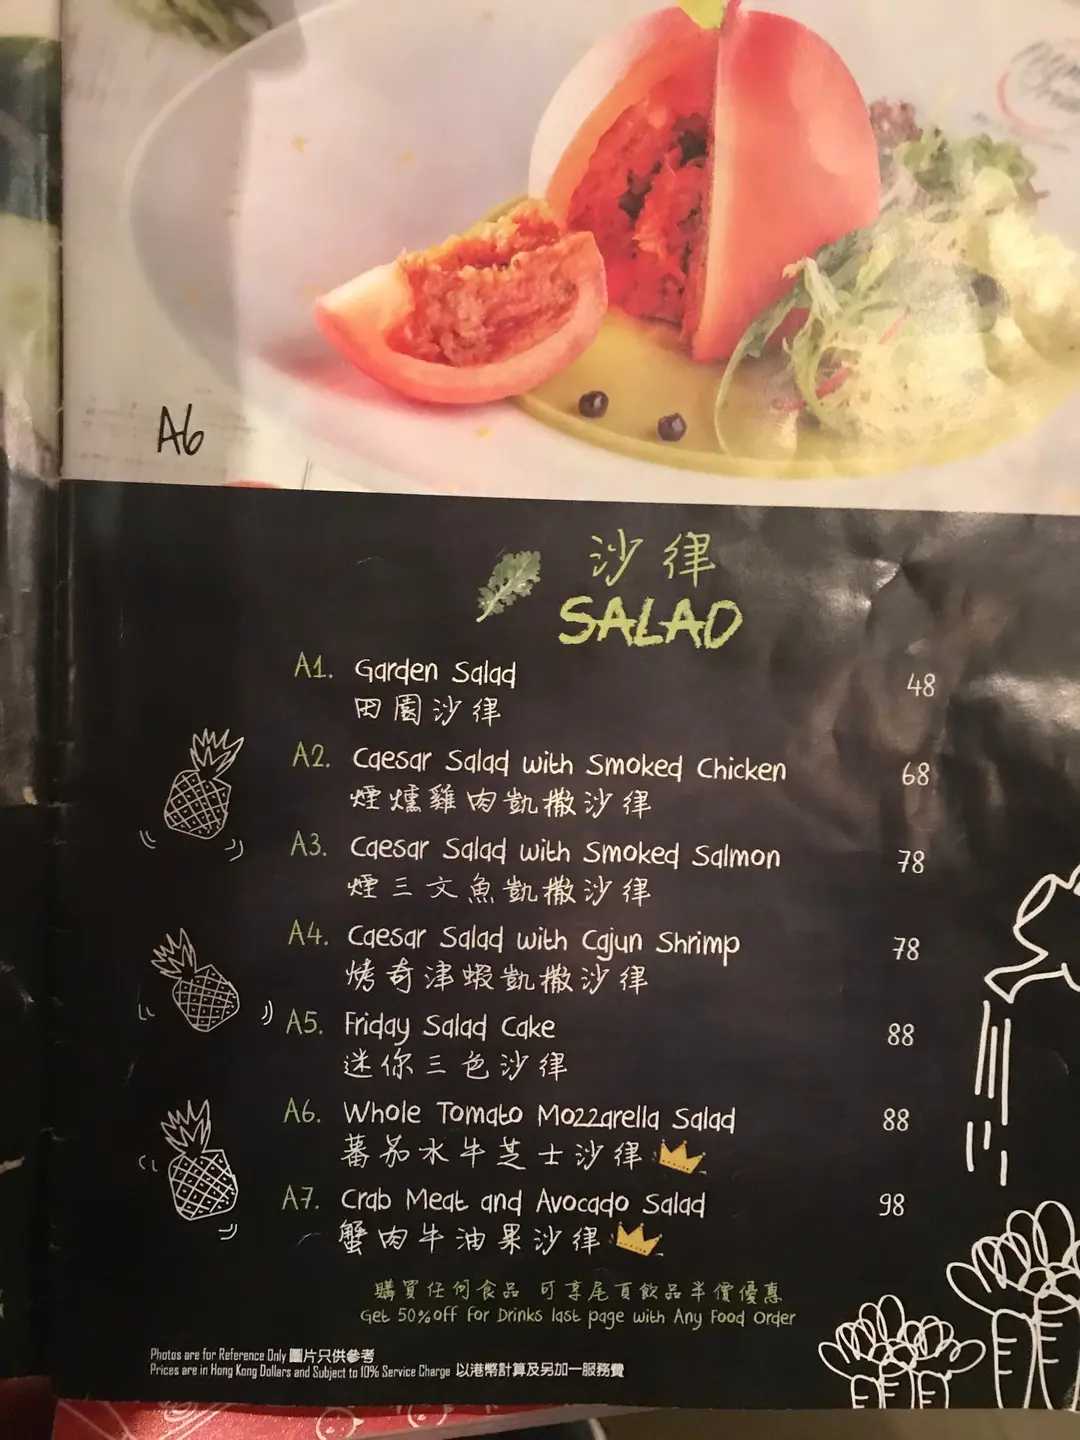 A6
沙律
SALAD
A1. Garden Salad 48
田園沙律
A2. Caesar Salad with Smoked Chicken 68
煙燻雞肉凱撒沙律
A3. Caesar Salad with Smoked Salmon 78
煙三文魚凱撒沙律
A4. Caesar Salad with Cajun Shrimp 78
烤奇津蝦凱撒沙律
A5. Friday Salad Cake 88
迷你三色沙律
A6. Whole Tomato Mozzarella Salad 88
蕃茄水牛芝士沙律
A7. Crab Meat and Avocado Salad 98
蟹肉牛油果沙律
購買任何食品 可享尾頁飲品半價優惠
Get 50%off for Drinks last page with Any Food Order
Photos are for Reference Only 圖片只供參考
Prices are in Hong Kong Dollars and Subject to 10% Service Charge 以港幣計算及另加一服務費